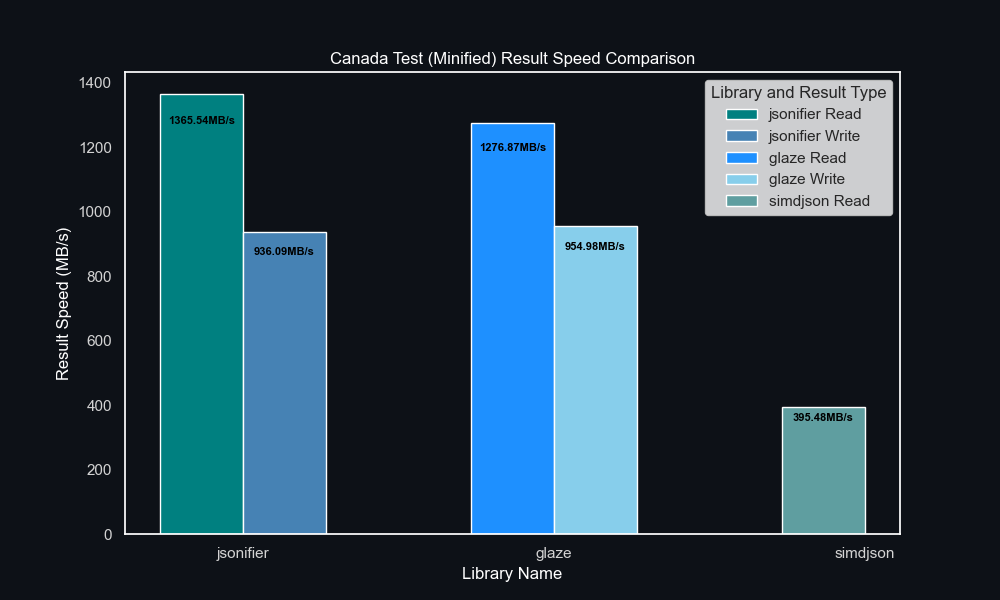 Canada Test (Minified) Result Speed Comparison
Library and Result Type
jsonifier Read
jsonifier Write
glaze Read
glaze Write
simdjson Read
Result Speed (MB/s)
1400
1200
1000
800
600
400
200
0
1365.54MB/s
936.09MB/s
1276.87MB/s
954.98MB/s
395.48MB/s
jsonifier
glaze
simdjson
Library Name